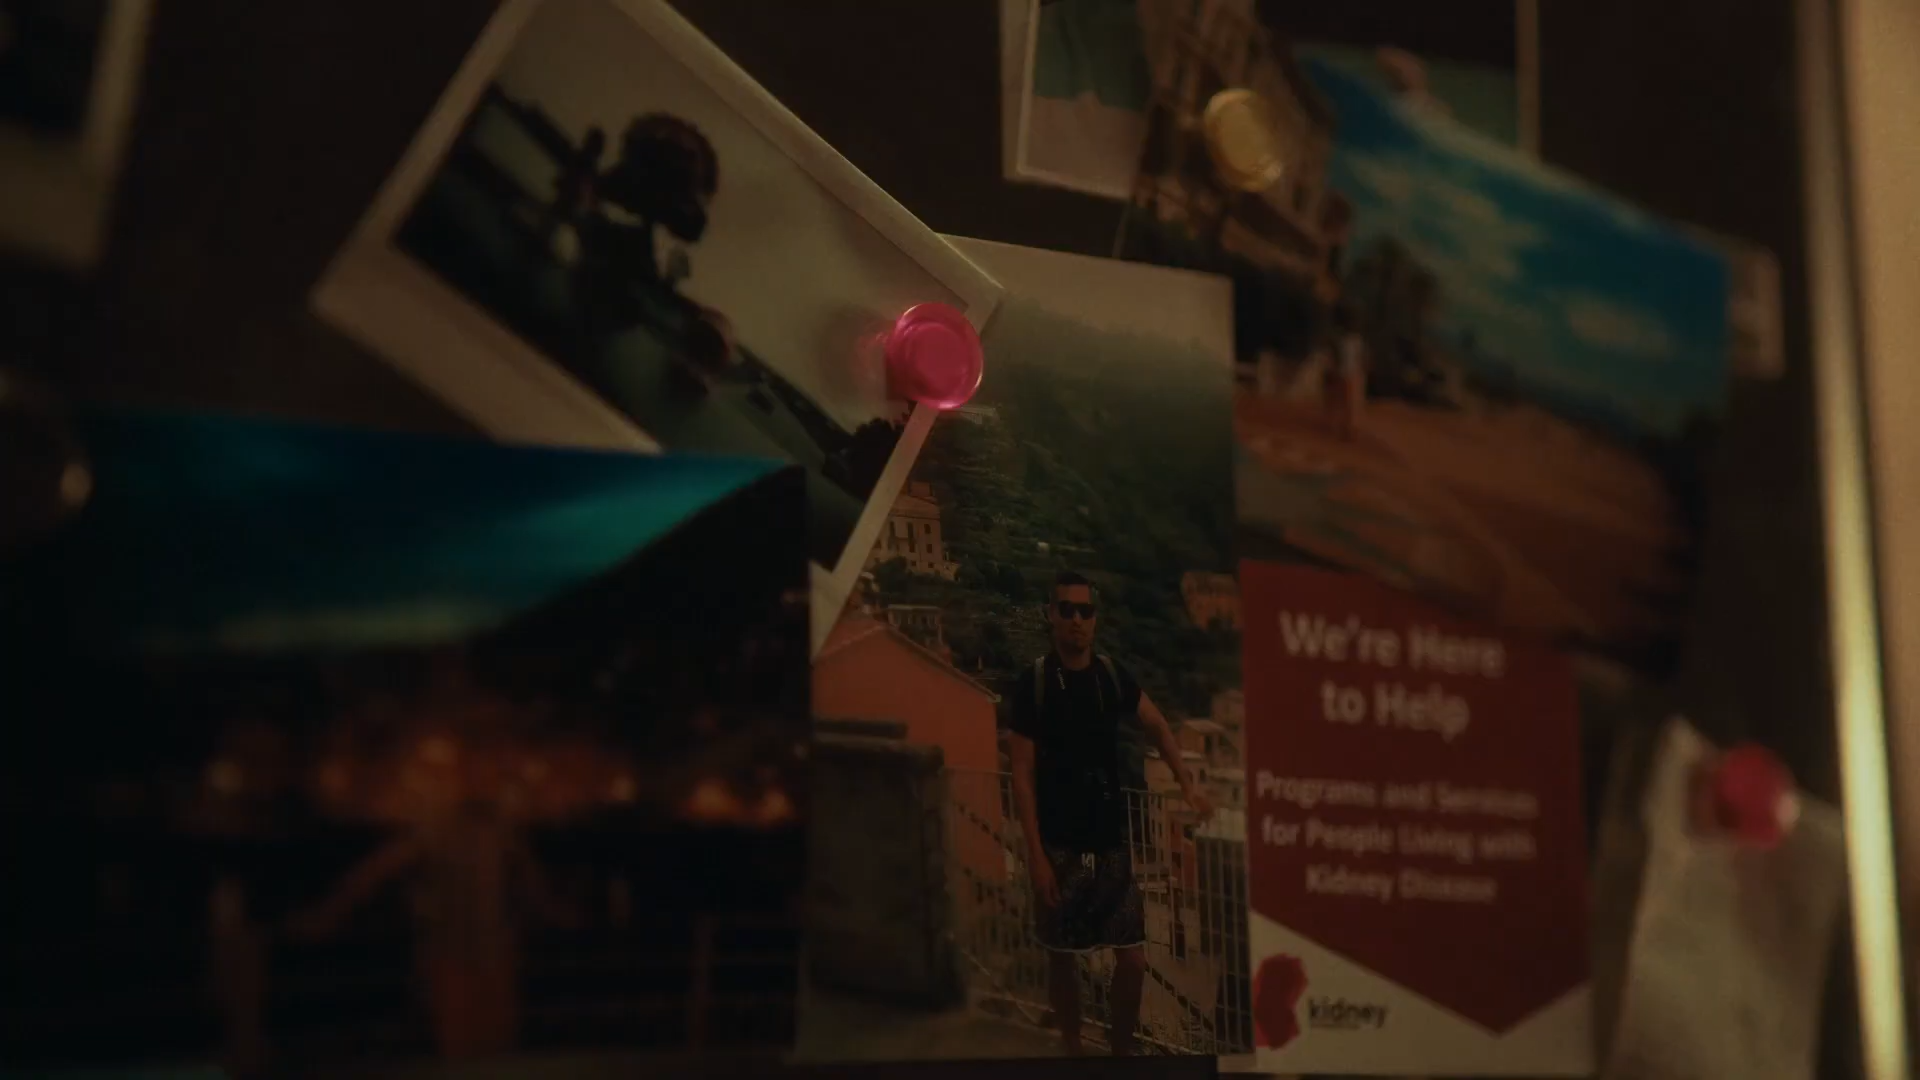 We're Here
to Help
Programs and Services
for People Living with
Kidney Disease
kidney